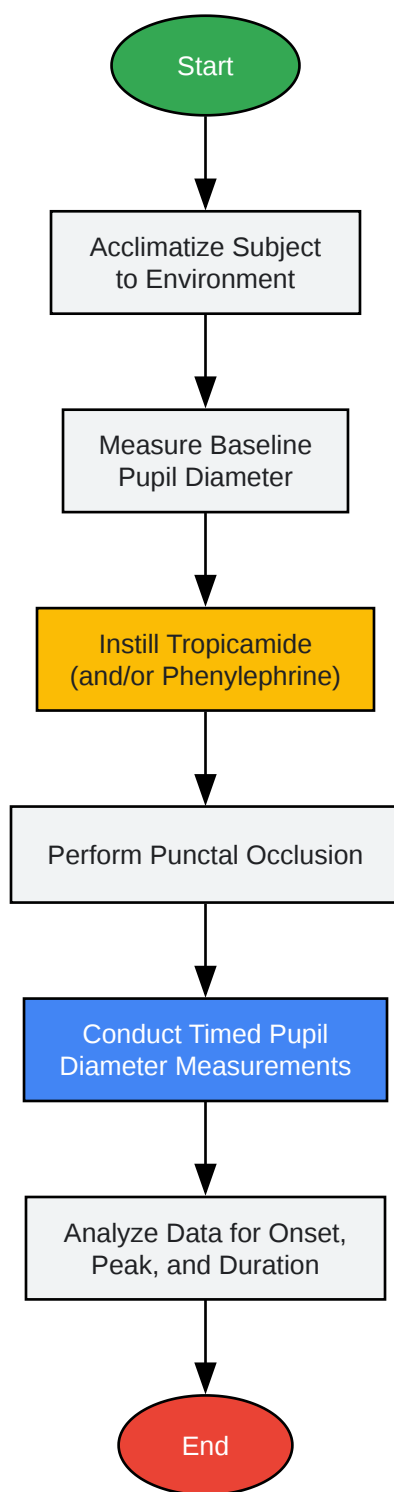 Start
Acclimatize Subject
to Environment
Measure Baseline
Pupil Diameter
Instill Tropicamide
(and/or Phenylephrine)
Perform Punctal Occlusion
Conduct Timed Pupil
Diameter Measurements
Analyze Data for Onset,
Peak, and Duration
End